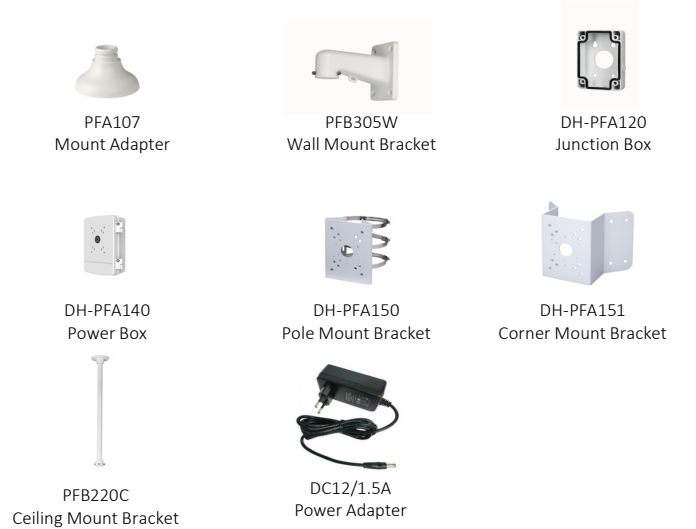 PFA107
Mount Adapter
PFB305W
Wall Mount Bracket
DH-PFA120
Junction Box
DH-PFA140
Power Box
DH-PFA150
Pole Mount Bracket
DH-PFA151
Corner Mount Bracket
PFB220C
Ceiling Mount Bracket
DC12/1.5A
Power Adapter